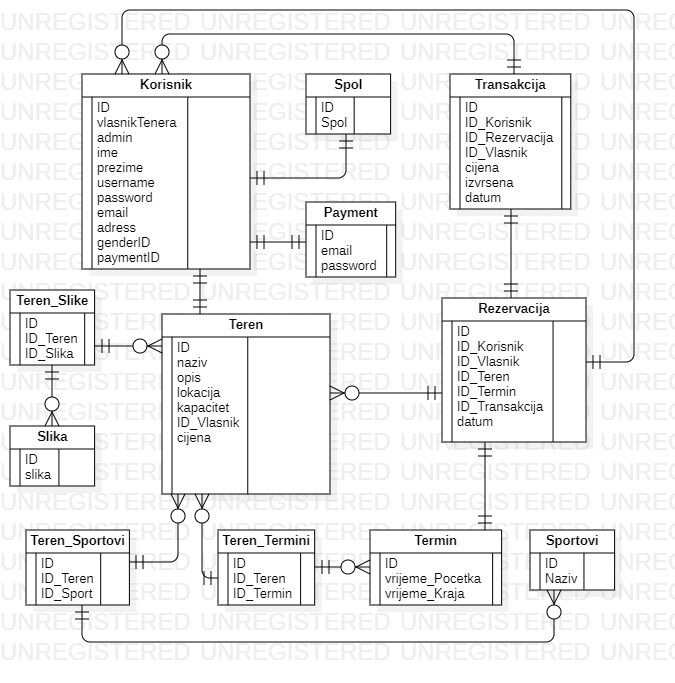 Korisnik
ID
vlasnikTenera
admin
ime
prezime
username
password
email
adress
genderID
paymentID
Spol
ID
Spol
Transakcija
ID
ID_Korisnik
ID_Rezervacija
ID_Vlasnik
cijena
izvrsena
datum
Payment
ID
email
password
Teren_Slike
ID
ID_Teren
ID_Slika
Teren
ID
naziv
opis
lokacija
kapacitet
ID_Vlasnik
cijena
Rezervacija
ID
ID_Korisnik
ID_Vlasnik
ID_Teren
ID_Termin
ID_Transakcija
datum
Slika
ID
slika
Teren_Sportovi
ID
ID_Teren
ID_Sport
Teren_Termini
ID
ID_Teren
ID_Termin
Termin
ID
vrijeme_Pocetka
vrijeme_Kraja
Sportovi
ID
Naziv
UNREGISTERED